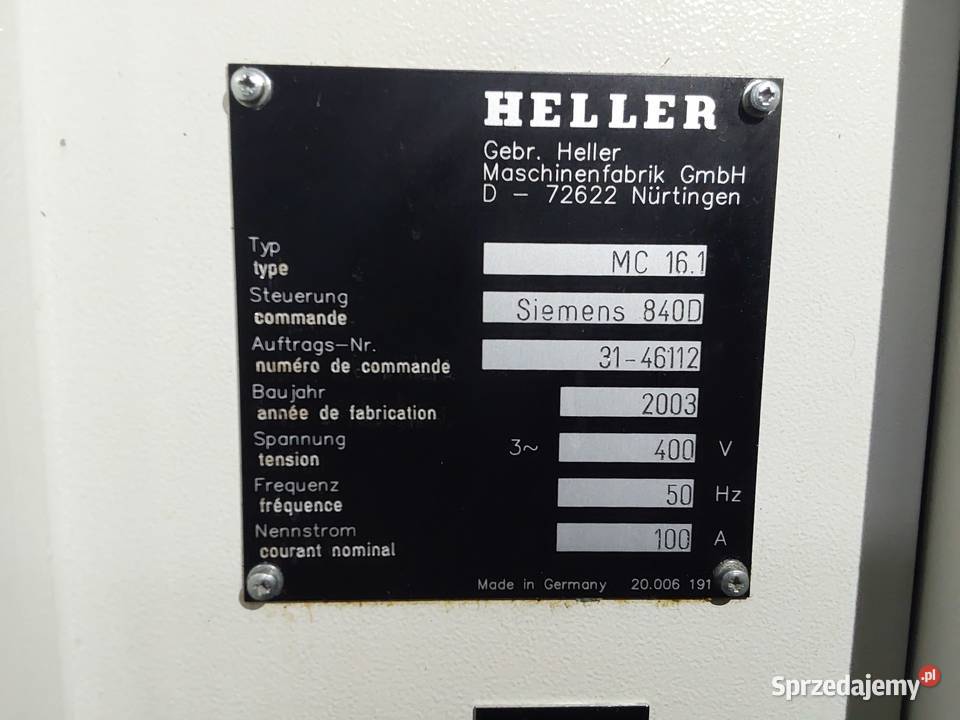 HELLER
Gebr. Heller
Maschinenfabrik GmbH
D - 72622 Nürtingen
Typ
type
MC 16.1
Steuerung
commande
Siemens 840D
Auftrags-Nr.
numéro de commande
31-46112
Baujahr
année de fabrication
2003
Spannung
tension
3~ 400 V
Frequenz
fréquence
50 Hz
Nennstrom
courant nominal
100 A
Made in Germany 20.006 191
Sprzedajemy.pl